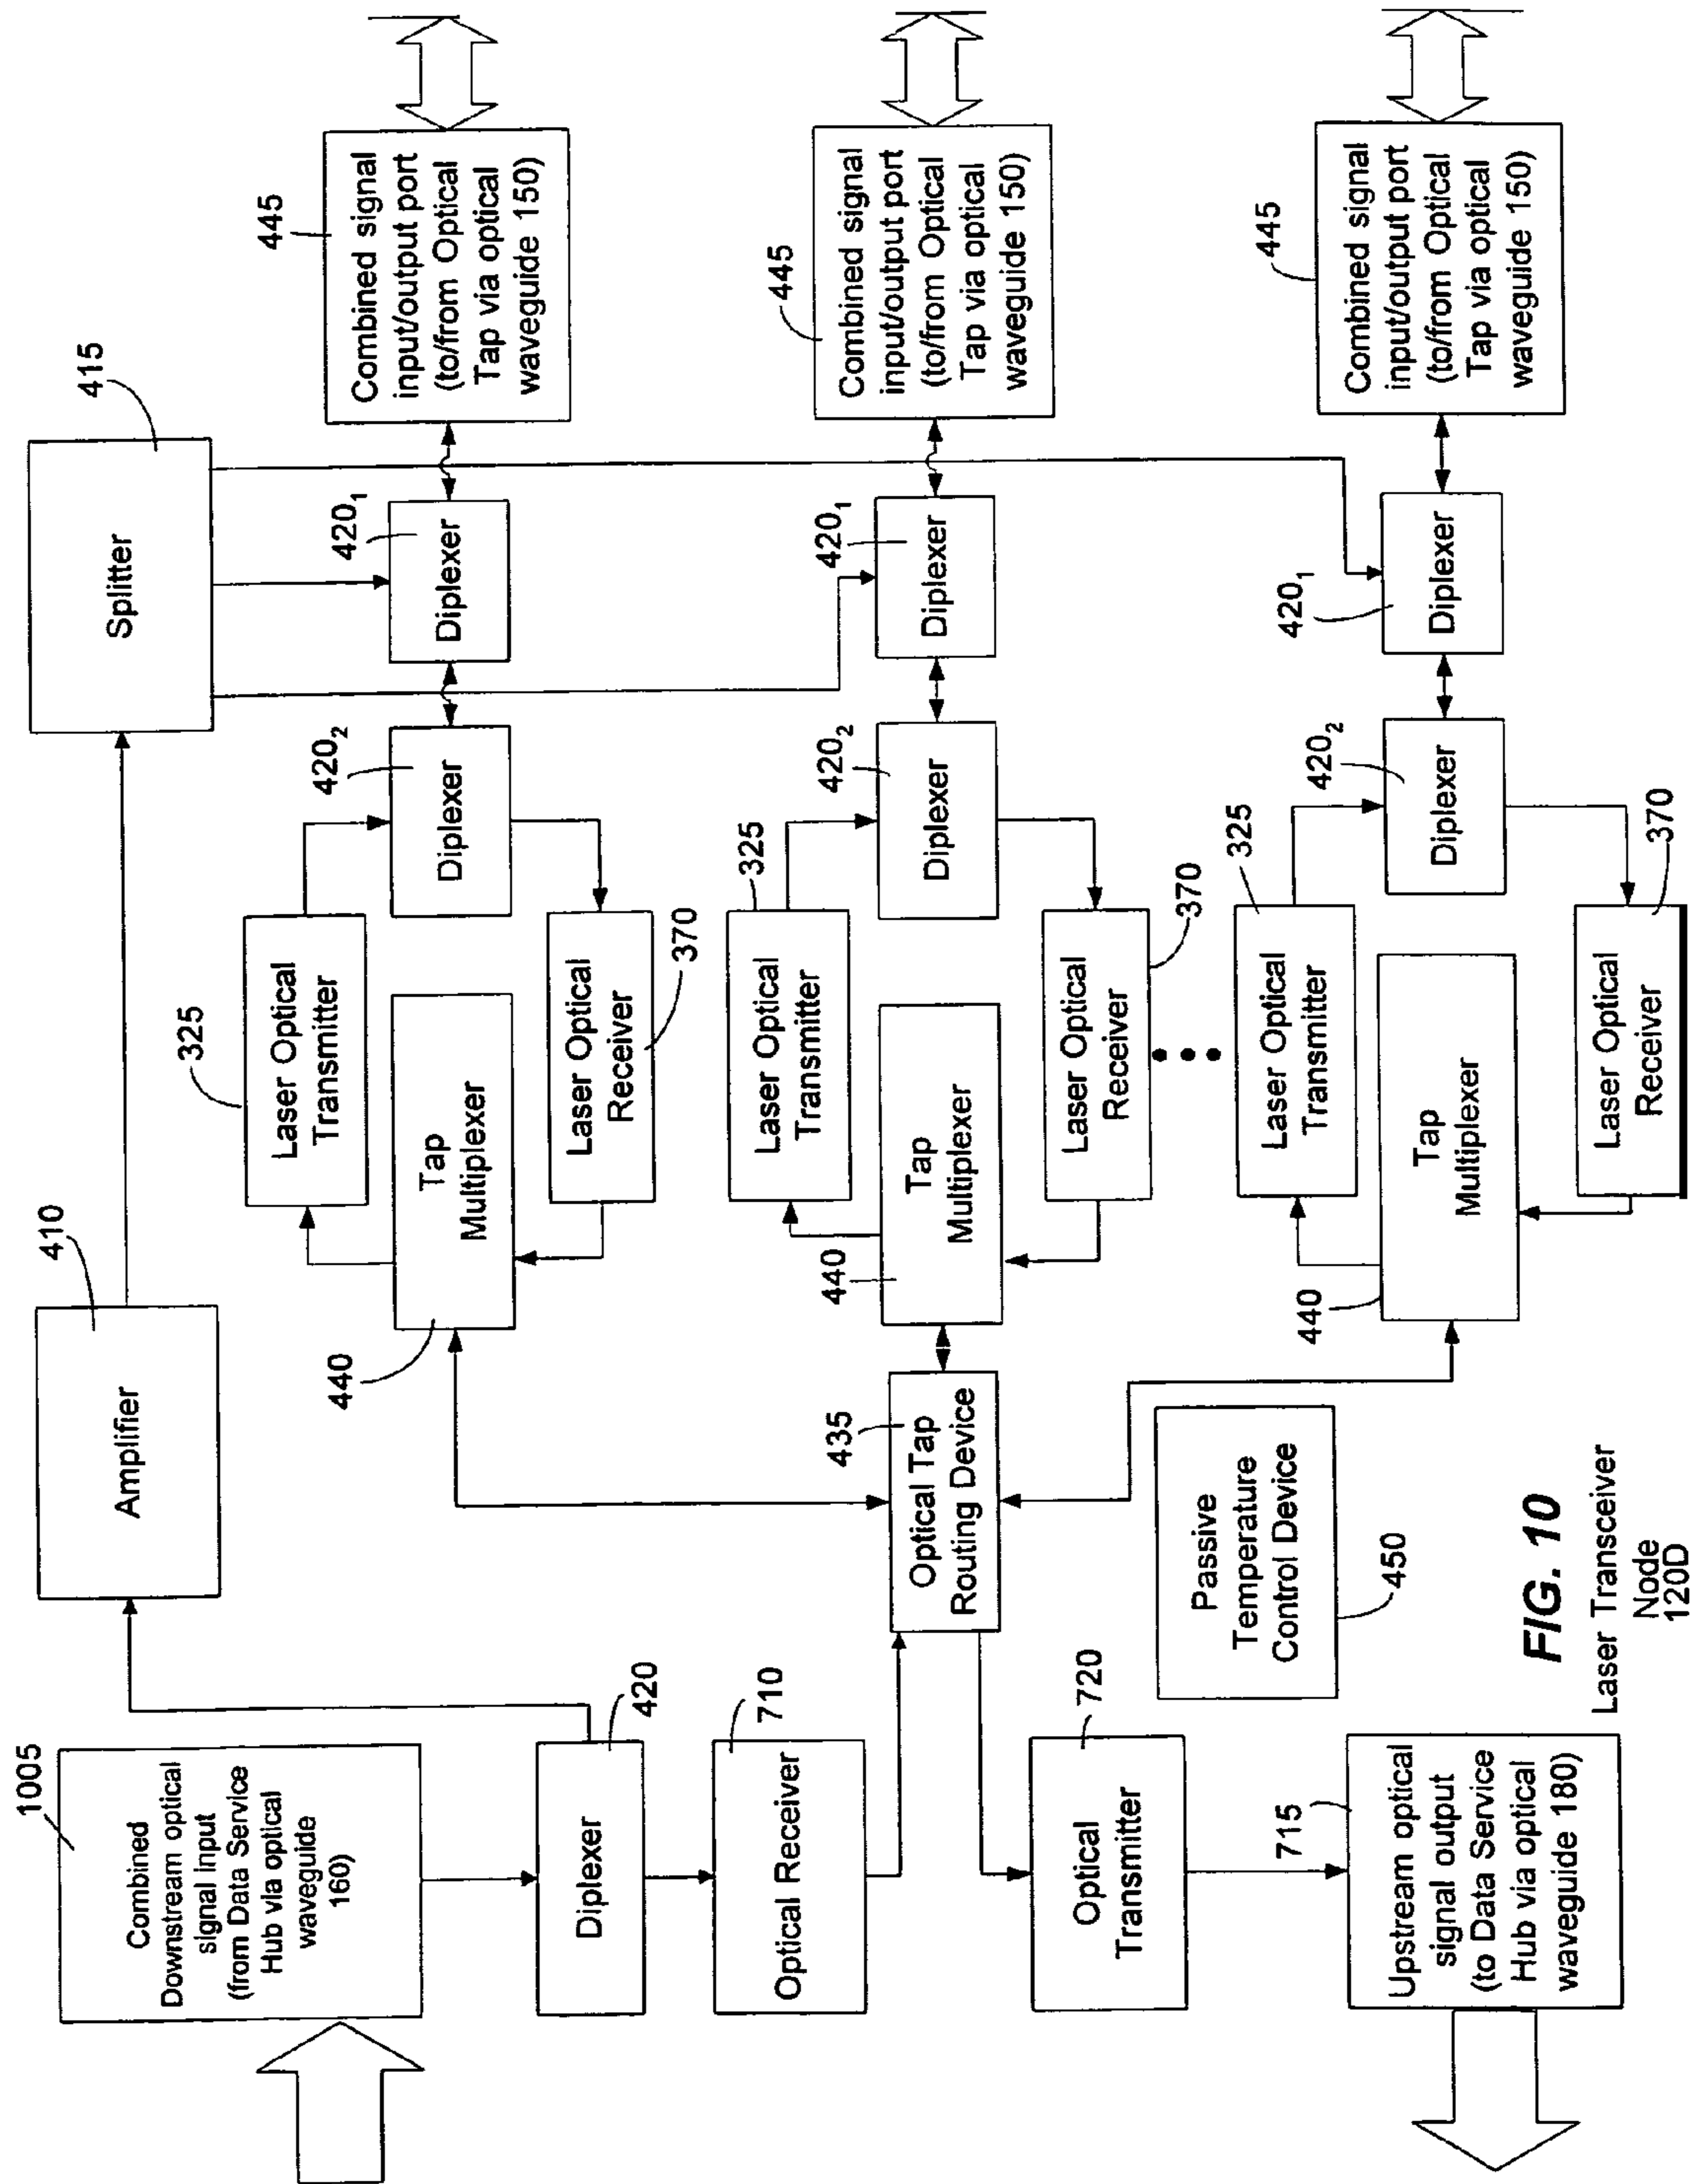 1005
Combined
Downstream optical
signal Input
(from Data Service
Hub via optical
waveguide
160)
410
Amplifier
415
Splitter
420
Diplexer
710
Optical Receiver
720
Optical
Transmitter
715
Upstream optical
signal output
(to Data Service
Hub via optical
waveguide 180)
435
Optical Tap
Routing Device
Passive
Temperature
Control Device
450
325
Laser Optical
Transmitter
440
Tap
Multiplexer
Laser Optical
Receiver
370
420₂
Diplexer
420₁
Diplexer
445
Combined signal
input/output port
(to/from Optical
Tap via optical
waveguide 150)
325
Laser Optical
Transmitter
440
Tap
Multiplexer
Laser Optical
Receiver
370
420₂
Diplexer
420₁
Diplexer
445
Combined signal
input/output port
(to/from Optical
Tap via optical
waveguide 150)
325
Laser Optical
Transmitter
440
Tap
Multiplexer
Laser Optical
Receiver
370
420₂
Diplexer
420₁
Diplexer
445
Combined signal
input/output port
(to/from Optical
Tap via optical
waveguide 150)
FIG. 10
Laser Transceiver
Node
120D